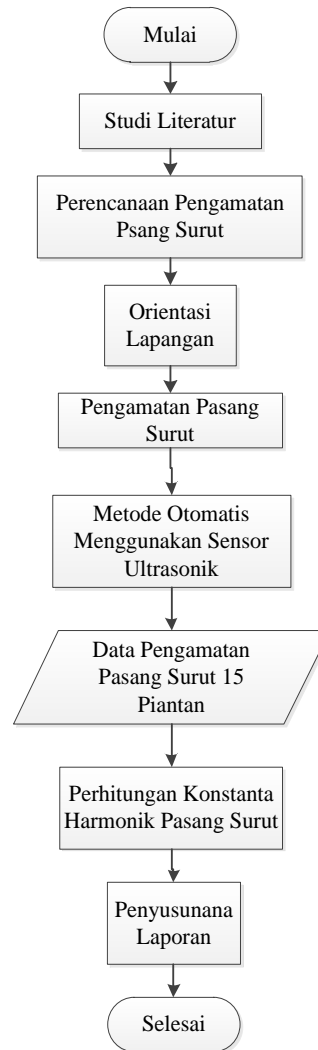 Mulai
Studi Literatur
Perencanaan Pengamatan
Psang Surut
Orientasi
Lapangan
Pengamatan Pasang
Surut
Metode Otomatis
Menggunakan Sensor
Ultrasonik
Data Pengamatan
Pasang Surut 15
Piantan
Perhitungan Konstanta
Harmonik Pasang Surut
Penyusunana
Laporan
Selesai